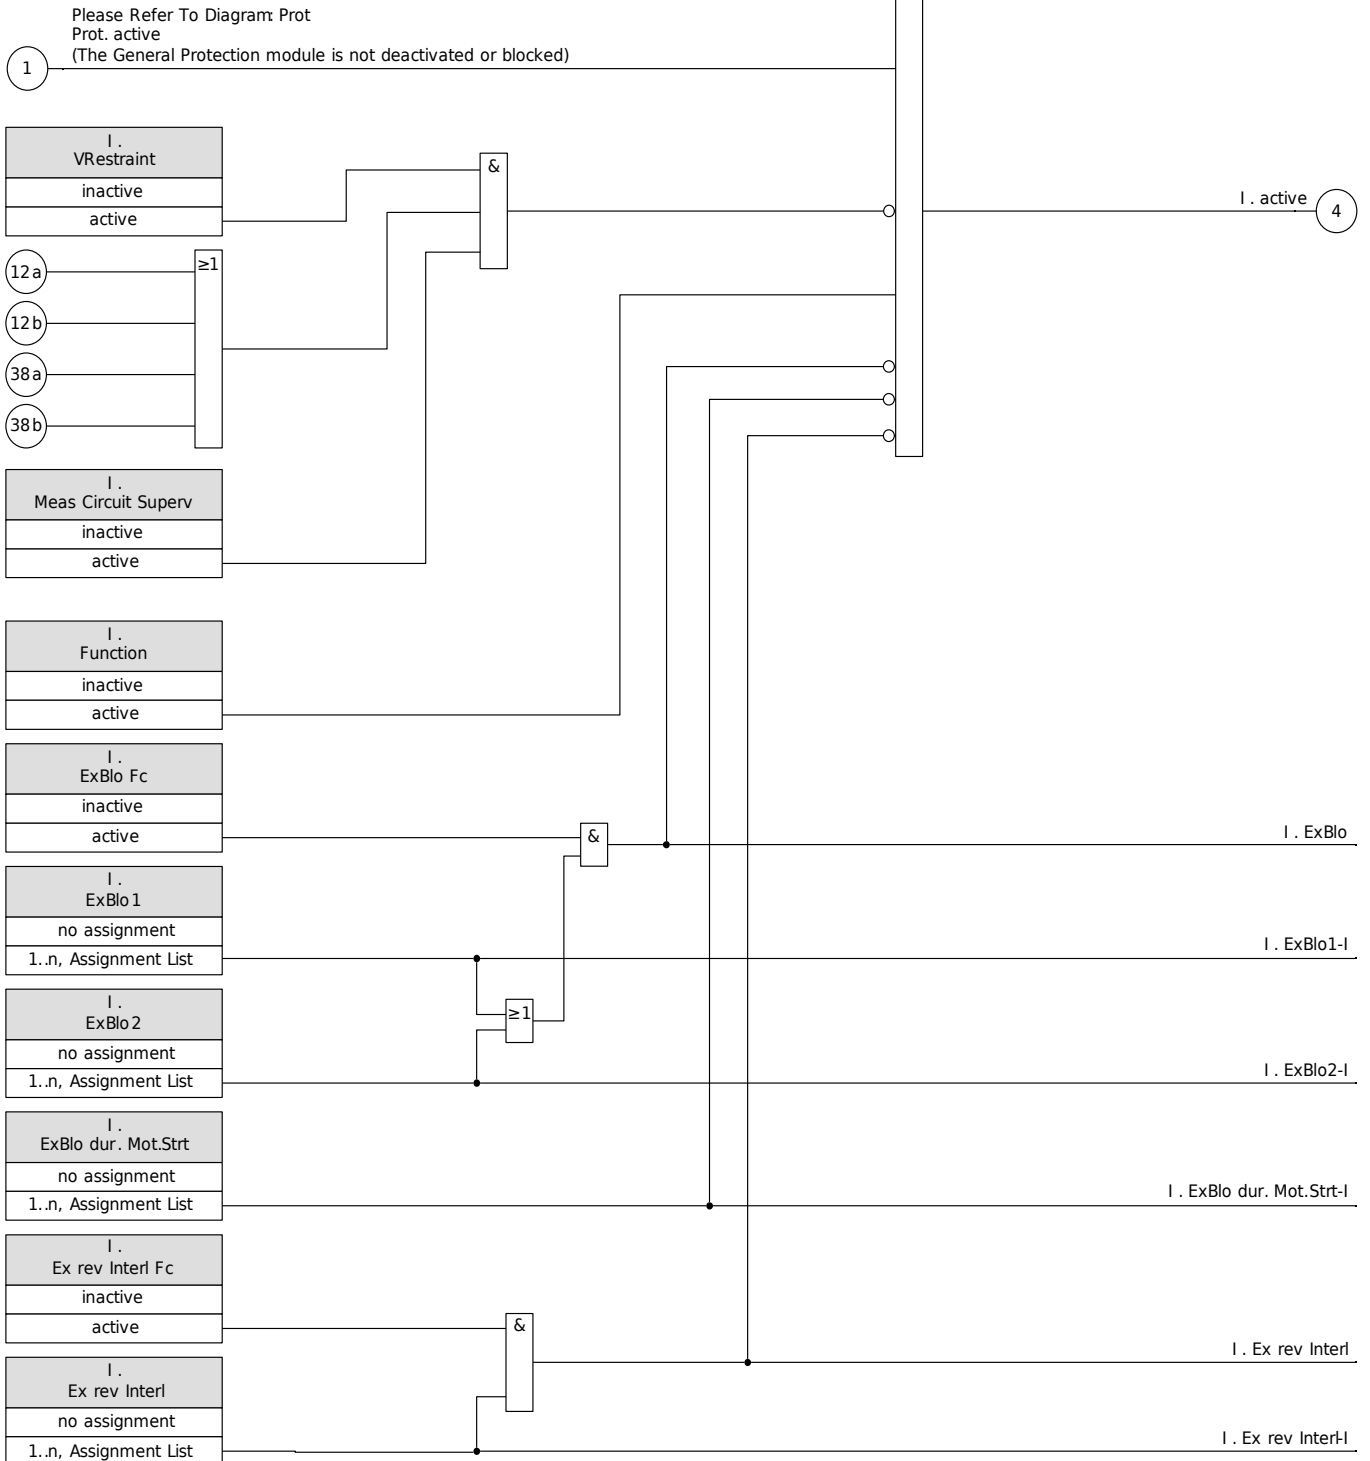 Please Refer To Diagram: Prot
Prot. active
(The General Protection module is not deactivated or blocked)
1
I .
VRestraint
inactive
active
&
I . active
4
12a
12b
38a
38b
≥1
I .
Meas Circuit Superv
inactive
active
I .
Function
inactive
active
I .
ExBlo Fc
inactive
active
&
I . ExBlo
I .
ExBlo1
no assignment
1..n, Assignment List
I . ExBlo1-I
≥1
I .
ExBlo2
no assignment
1..n, Assignment List
I . ExBlo2-I
I .
ExBlo dur. Mot.Strt
no assignment
1..n, Assignment List
I . ExBlo dur. Mot.Strt-I
I .
Ex rev Interl Fc
inactive
active
&
I . Ex rev Interl
I .
Ex rev Interl
no assignment
1..n, Assignment List
I . Ex rev Interl-I